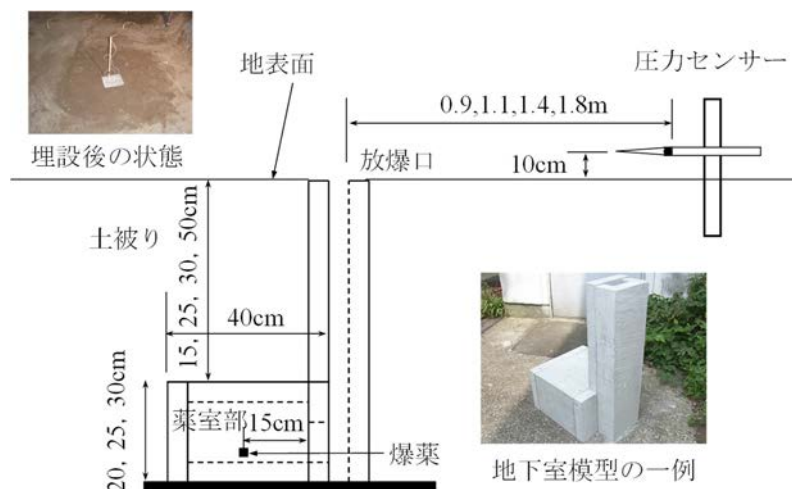 地表面
圧力センサー
0.9,1.1,1.4,1.8m
埋設後の状態
放爆口
10cm
土被り
15, 25, 30, 50cm
40cm
20, 25, 30cm
薬室部
15cm
爆薬
地下室模型の一例